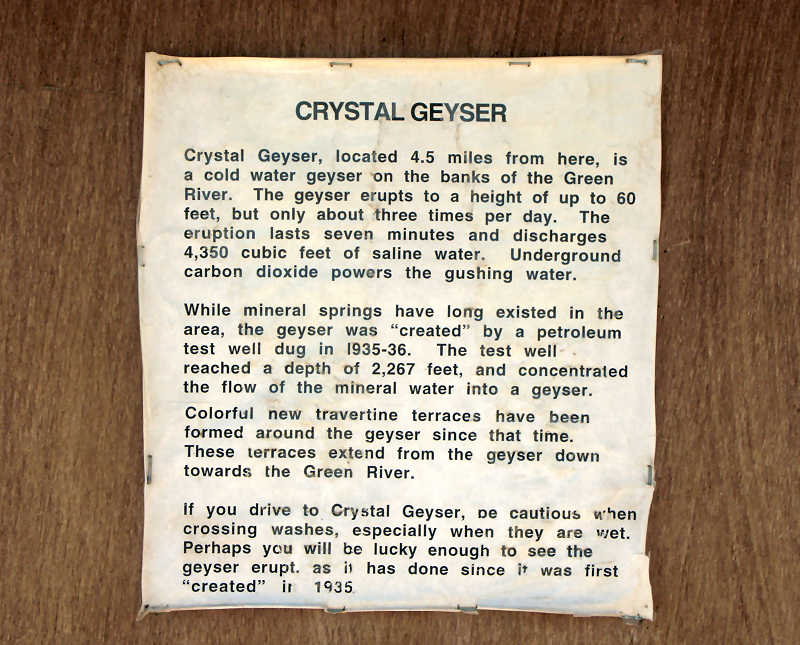 CRYSTAL GEYSER
Crystal Geyser, located 4.5 miles from here, is
a cold water geyser on the banks of the Green
River. The geyser erupts to a height of up to 60
feet, but only about three times per day. The
eruption lasts seven minutes and discharges
4,350 cubic feet of saline water. Underground
carbon dioxide powers the gushing water.
While mineral springs have long existed in the
area, the geyser was “created” by a petroleum
test well dug in l935-36. The test well
reached a depth of 2,267 feet, and concentrated
the flow of the mineral water into a geyser.
Colorful new travertine terraces have been
formed around the geyser since that time.
These terraces extend from the geyser down
towards the Green River.
If you drive to Crystal Geyser, be cautious when
crossing washes, especially when they are wet.
Perhaps you will be lucky enough to see the
geyser erupt. as it has done since it was first
“created” in 1935.